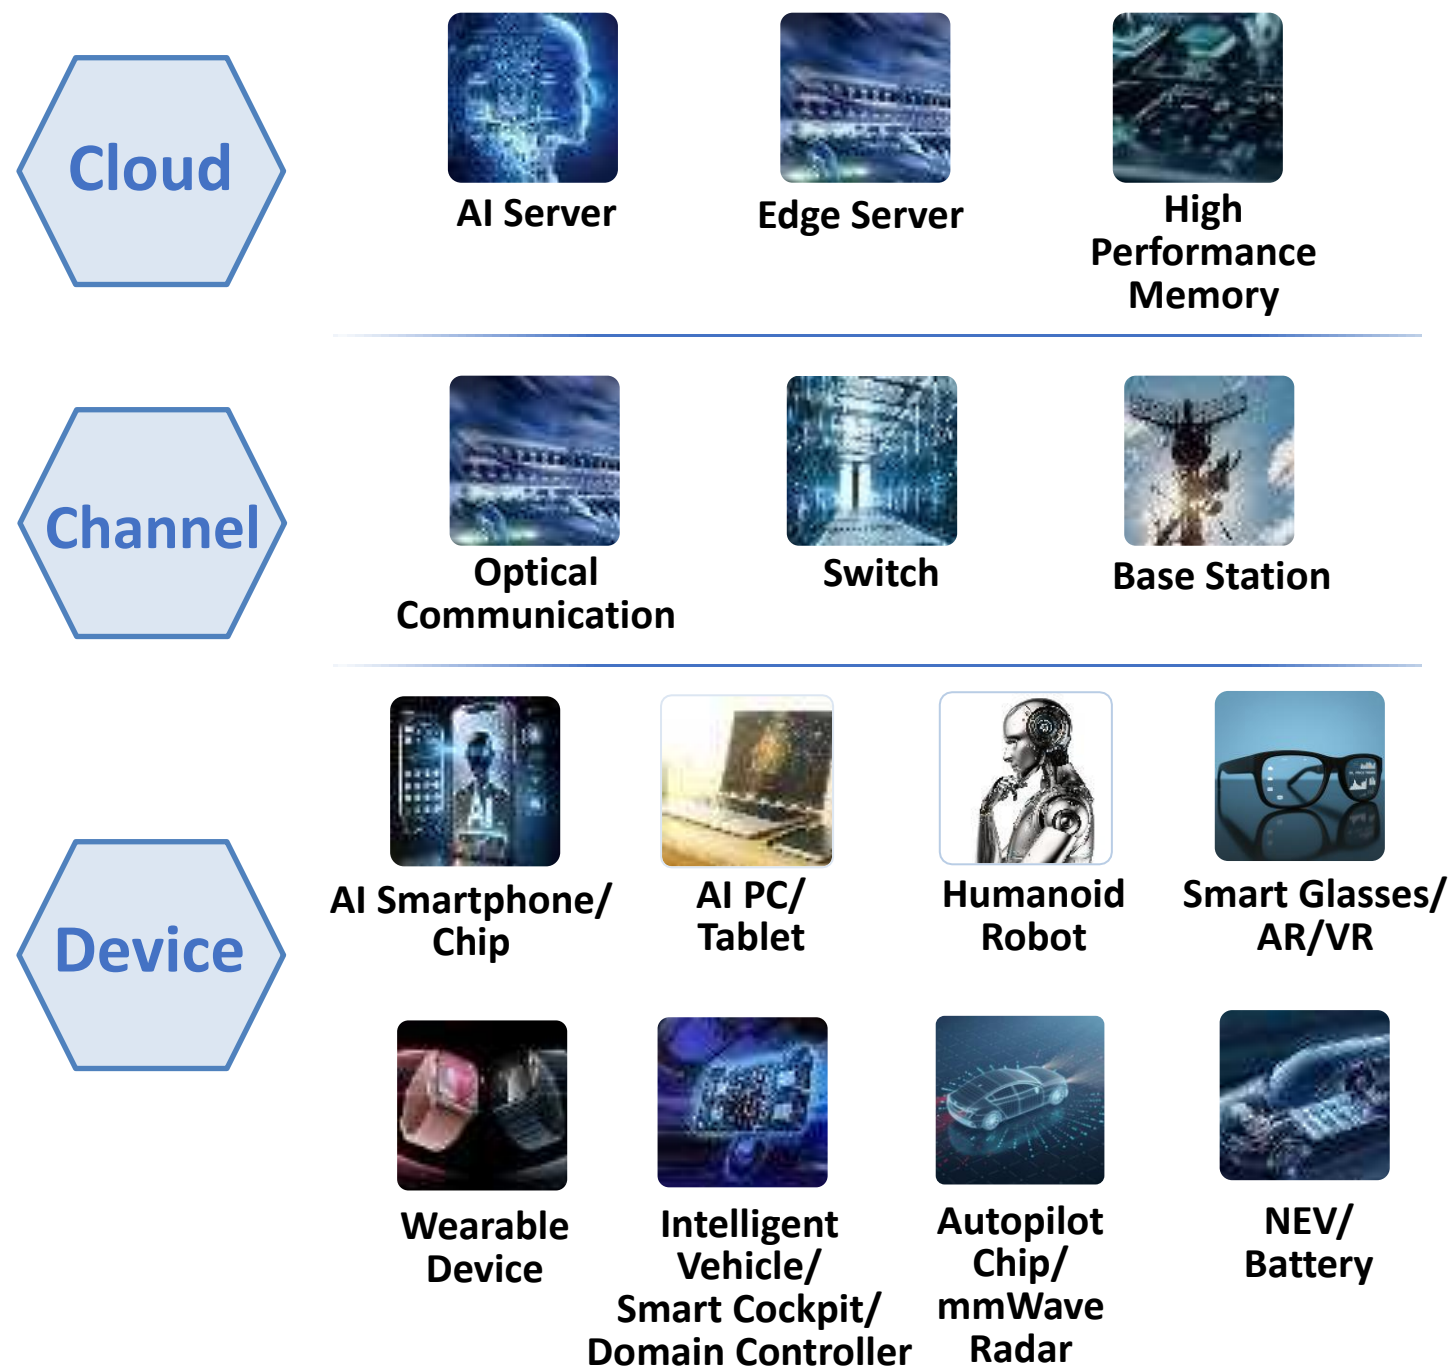 Cloud
AI Server
Edge Server
High
Performance
Memory
Channel
Optical
Communication
Switch
Base Station
Device
AI
AI Smartphone/
Chip
AI PC/
Tablet
Humanoid
Robot
Smart Glasses/
AR/VR
Wearable
Device
Intelligent
Vehicle/
Smart Cockpit/
Domain Controller
Autopilot
Chip/
mmWave
Radar
NEV/
Battery